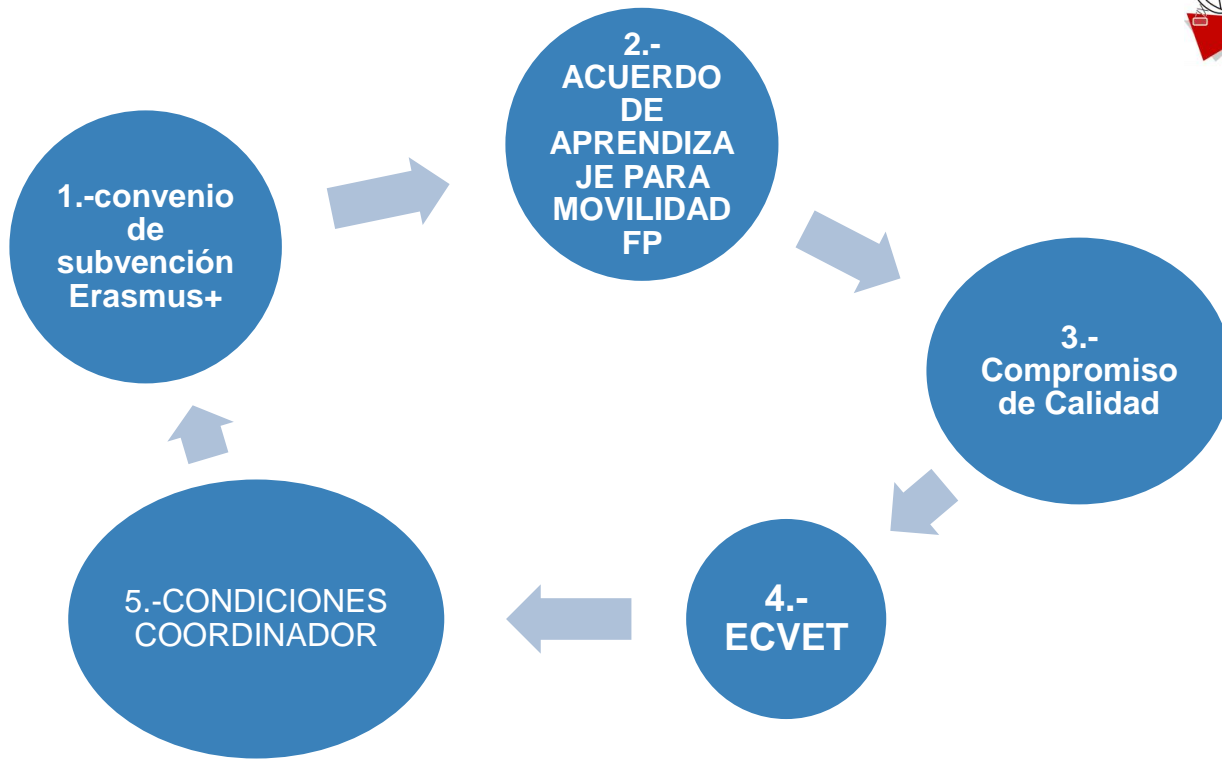 1.-convenio
de
subvención
Erasmus+
2.-
ACUERDO
DE
APRENDIZA
JE PARA
MOVILIDAD
FP
3.-
Compromiso
de Calidad
4.-
ECVET
5.-CONDICIONES
COORDINADOR